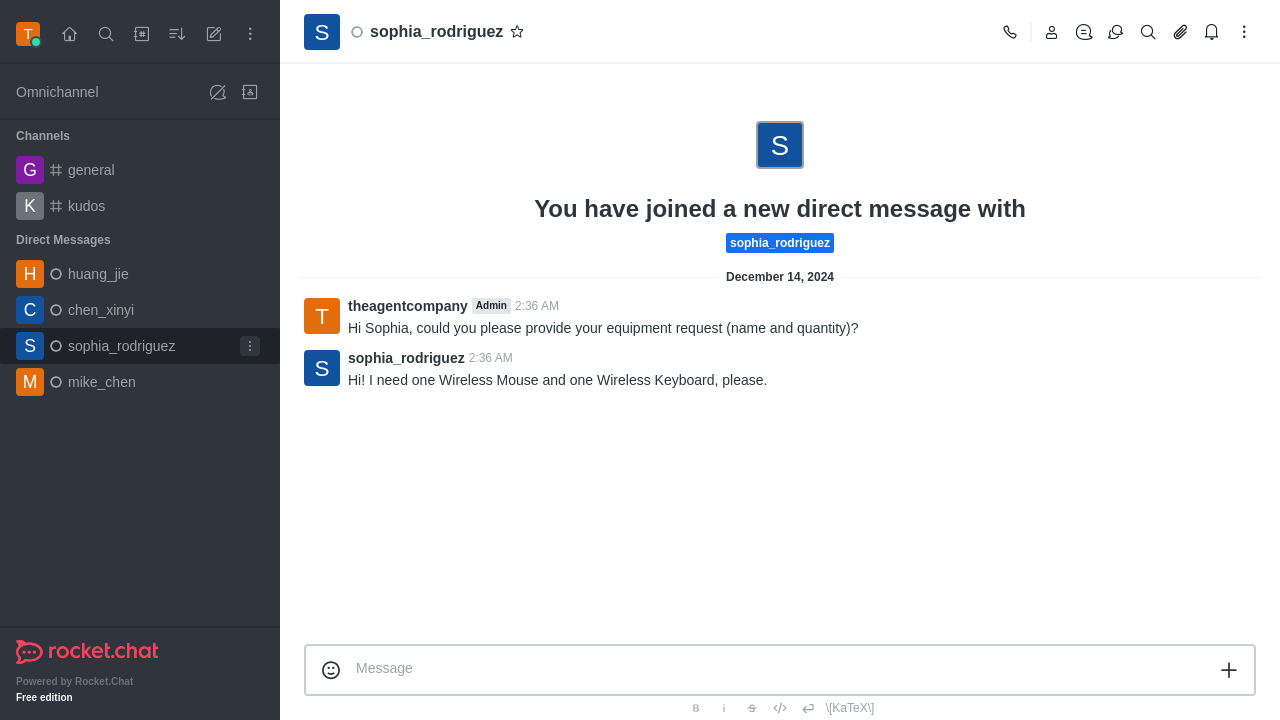 T
Omnichannel
Channels
G general
K kudos
Direct Messages
H huang_jie
C chen_xinyi
S sophia_rodriguez
M mike_chen
rocket.chat
Powered by Rocket.Chat
Free edition
S sophia_rodriguez
S
You have joined a new direct message with
sophia_rodriguez
December 14, 2024
T theagentcompany Admin 2:36 AM
Hi Sophia, could you please provide your equipment request (name and quantity)?
S sophia_rodriguez 2:36 AM
Hi! I need one Wireless Mouse and one Wireless Keyboard, please.
Message
B i S \[KaTeX\]